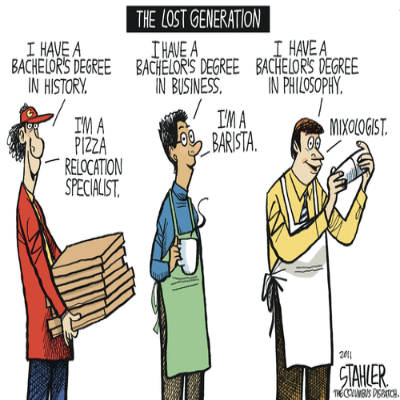 THE LOST GENERATION
I HAVE A
BACHELOR'S DEGREE
IN HISTORY.
I'M A
PIZZA
RELOCATION
SPECIALIST.
I HAVE A
BACHELOR'S DEGREE
IN BUSINESS.
I'M A
BARISTA.
I HAVE A
BACHELOR'S DEGREE
IN PHILOSOPHY.
MIXOLOGIST.
2011
STAHLER.
THE COLUMBUS DISPATCH.